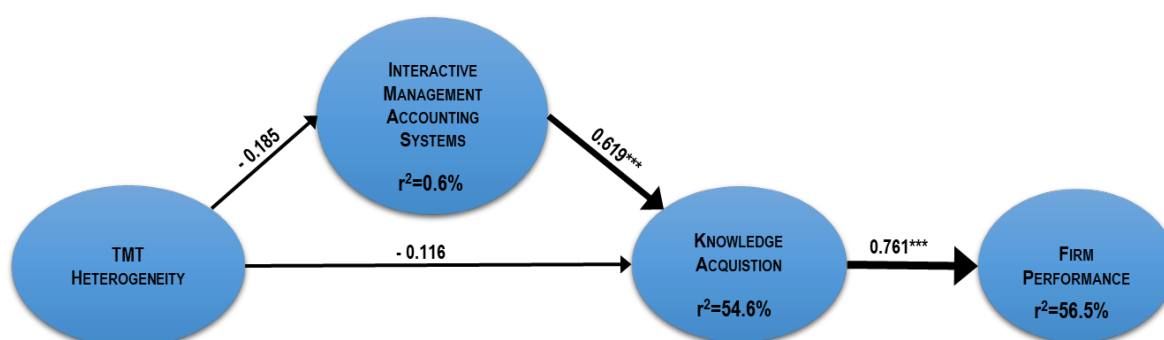 INTERACTIVE
MANAGEMENT
ACCOUNTING
SYSTEMS
r²=0.6%
- 0.185
0.619***
TMT
HETEROGENEITY
- 0.116
KNOWLEDGE
ACQUISTION
r²=54.6%
0.761***
FIRM
PERFORMANCE
r²=56.5%